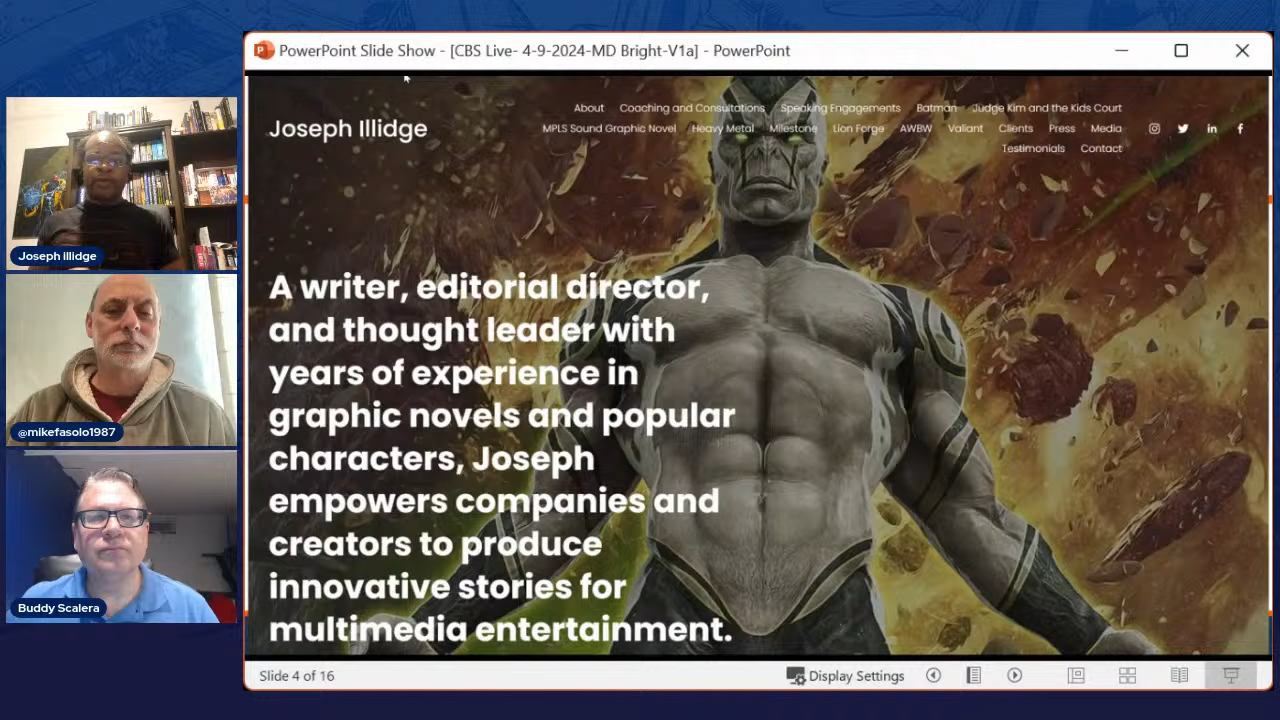 PowerPoint Slide Show - [CBS Live- 4-9-2024-MD Bright-V1a] - PowerPoint
Joseph Illidge
About Coaching and Consultations Speaking Engagements Batman Judge Kim and the Kids Court
MPLS Sound Graphic Novel Heavy Metal Milestone Lion Forge AWBW Valiant Clients Press Media
Testimonials Contact
A writer, editorial director,
and thought leader with
years of experience in
graphic novels and popular
characters, Joseph
empowers companies and
creators to produce
innovative stories for
multimedia entertainment.
Slide 4 of 16
Display Settings
Joseph illidge
@mikefasolo1987
Buddy Scalera